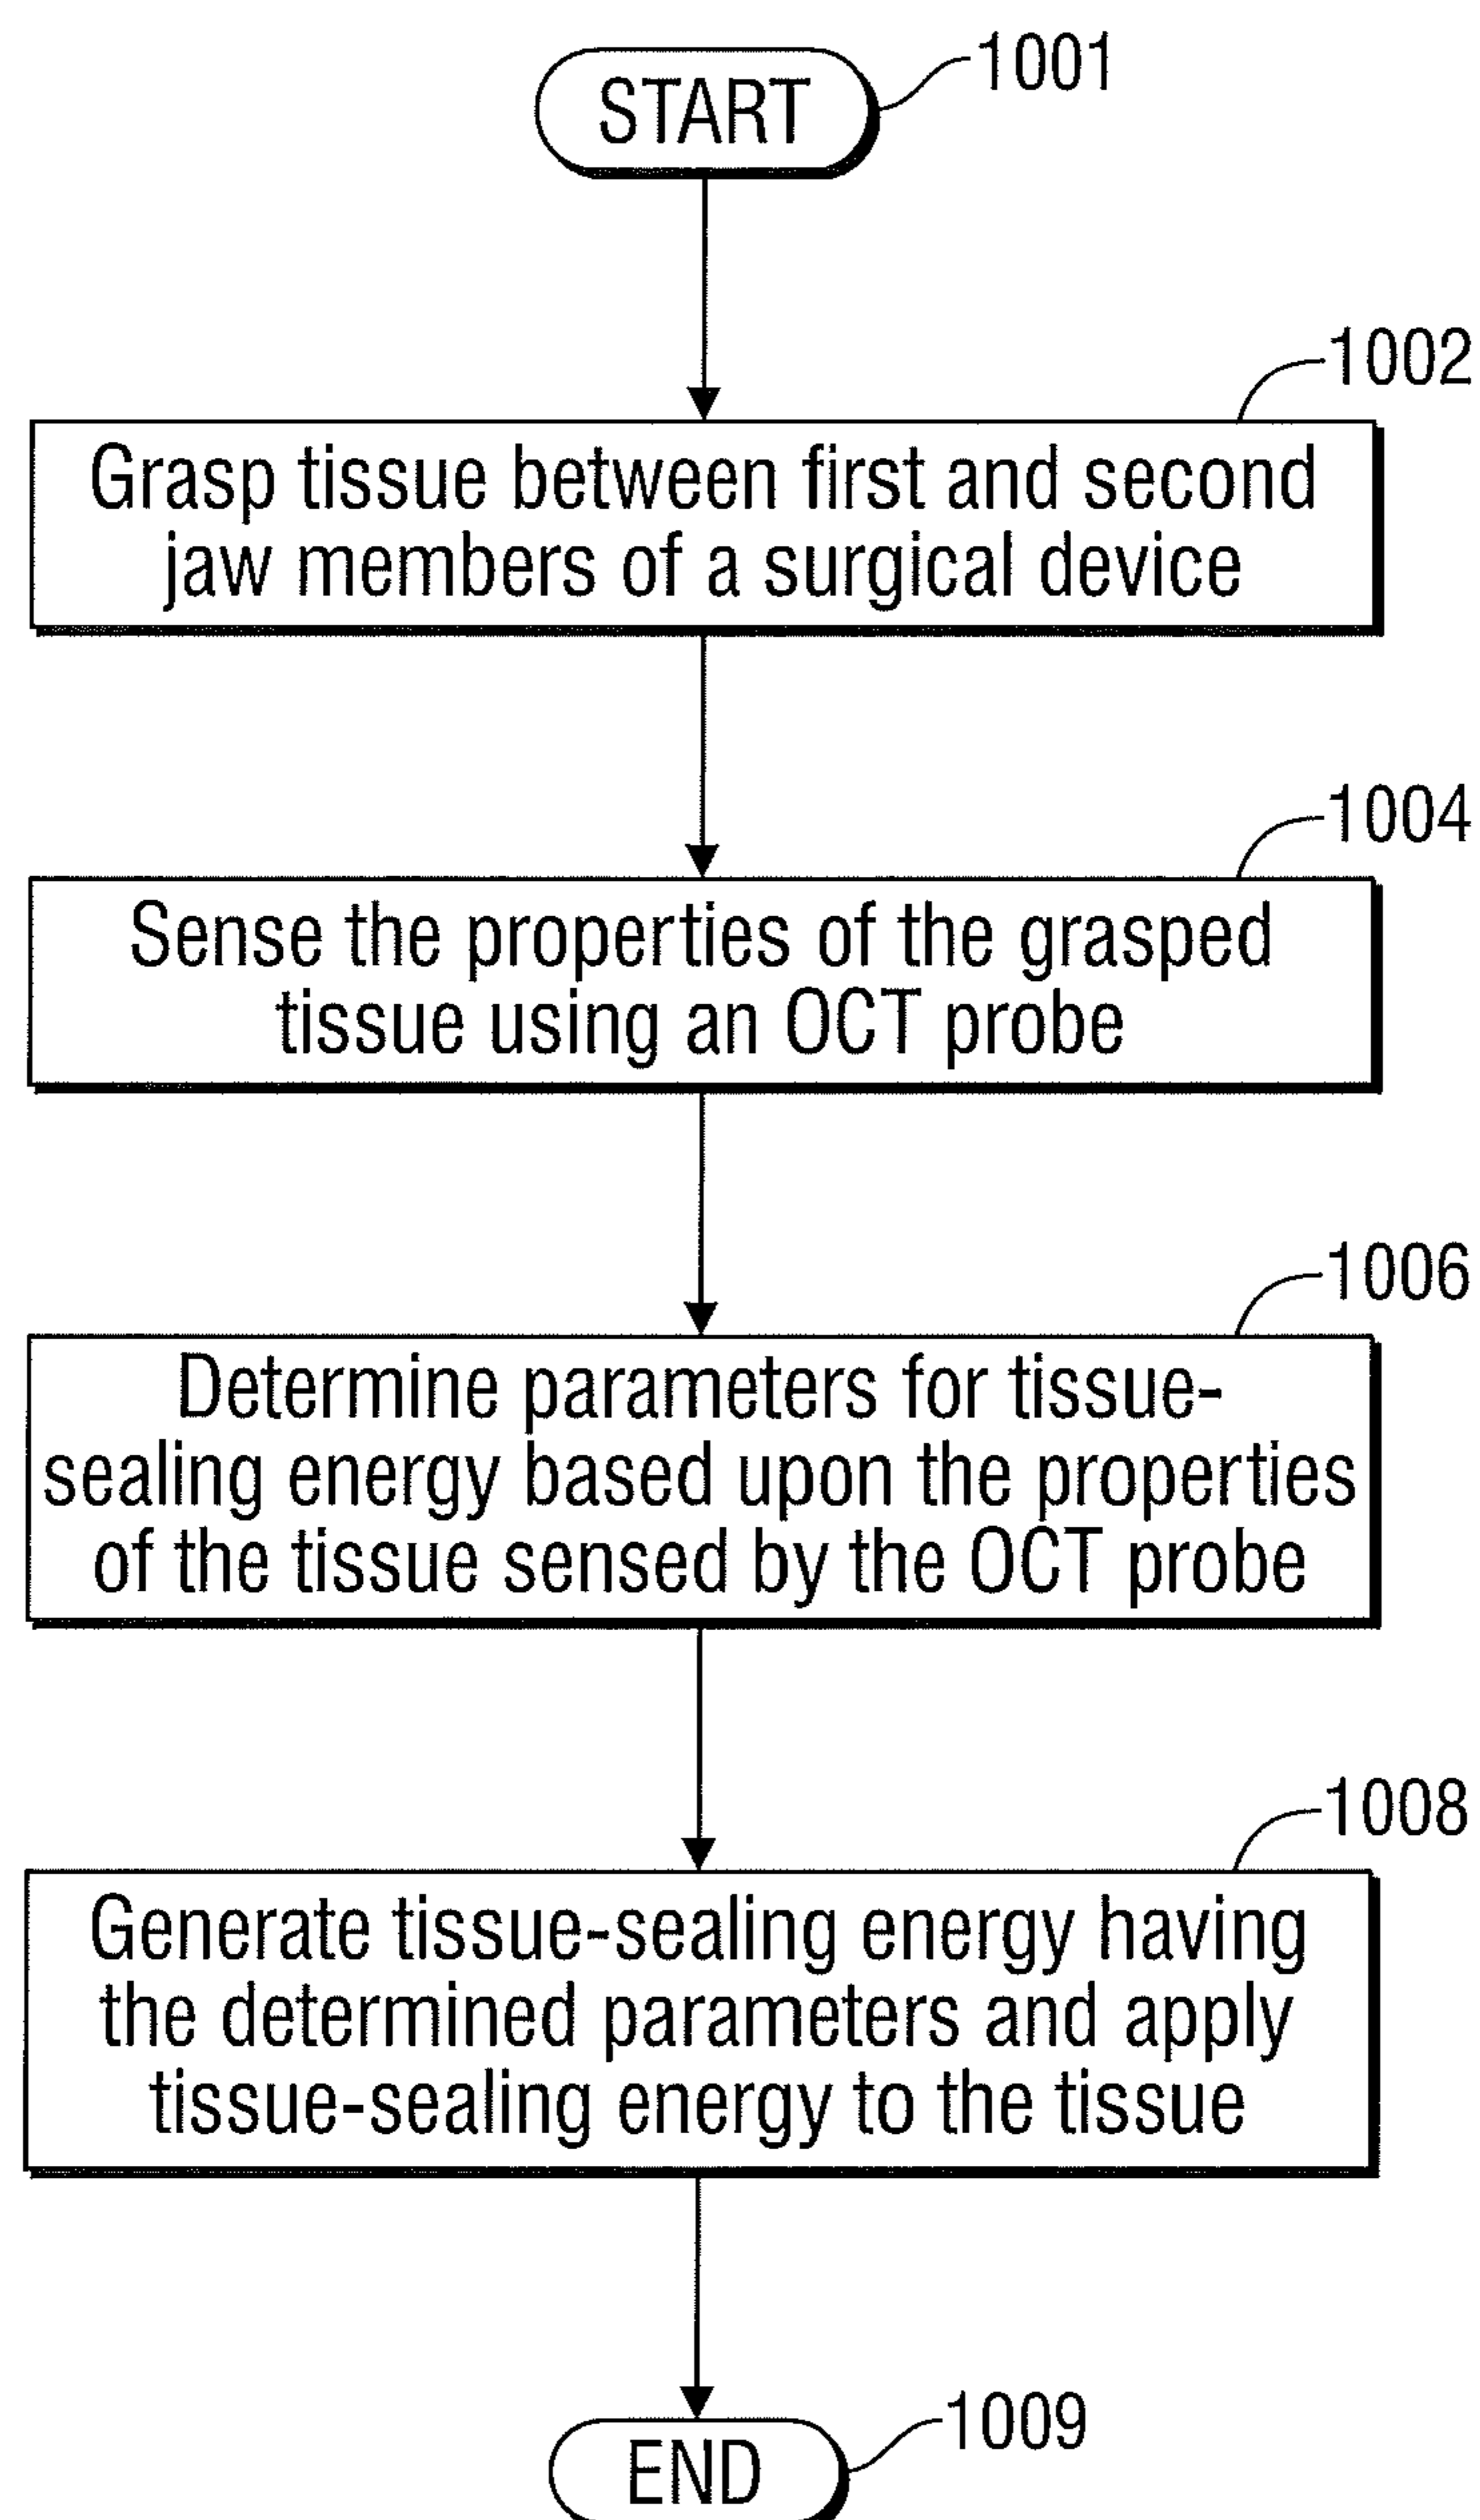 START
1001
1002
Grasp tissue between first and second
jaw members of a surgical device
1004
Sense the properties of the grasped
tissue using an OCT probe
1006
Determine parameters for tissue-
sealing energy based upon the properties
of the tissue sensed by the OCT probe
1008
Generate tissue-sealing energy having
the determined parameters and apply
tissue-sealing energy to the tissue
1009
END